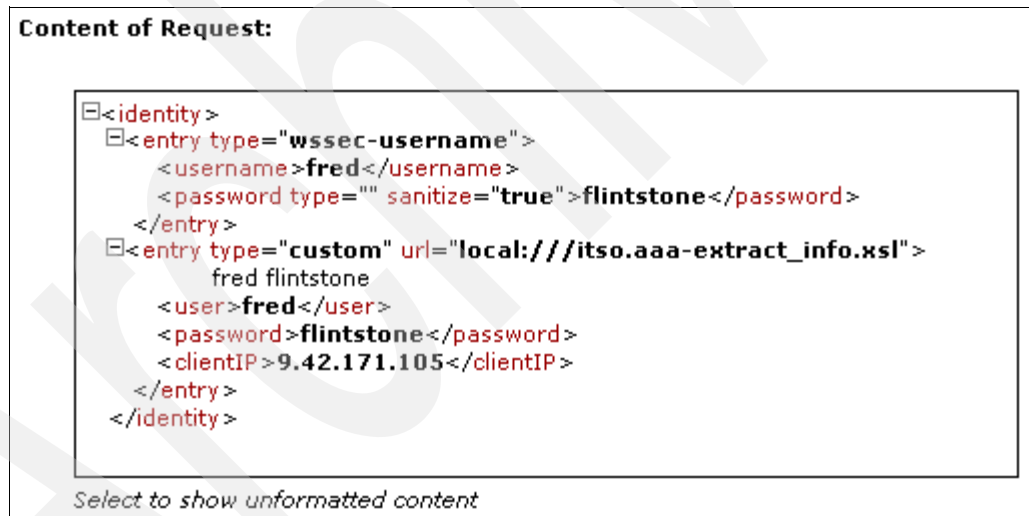 Content of Request:
<identity>
<entry type="wssec-username">
<username>fred</username>
<password type="" sanitize="true">flintstone</password>
</entry>
<entry type="custom" url="local:///itso.aaa-extract_info.xsl">
fred flintstone
<user>fred</user>
<password>flintstone</password>
<clientIP>9.42.171.105</clientIP>
</entry>
</identity>
Select to show unformatted content